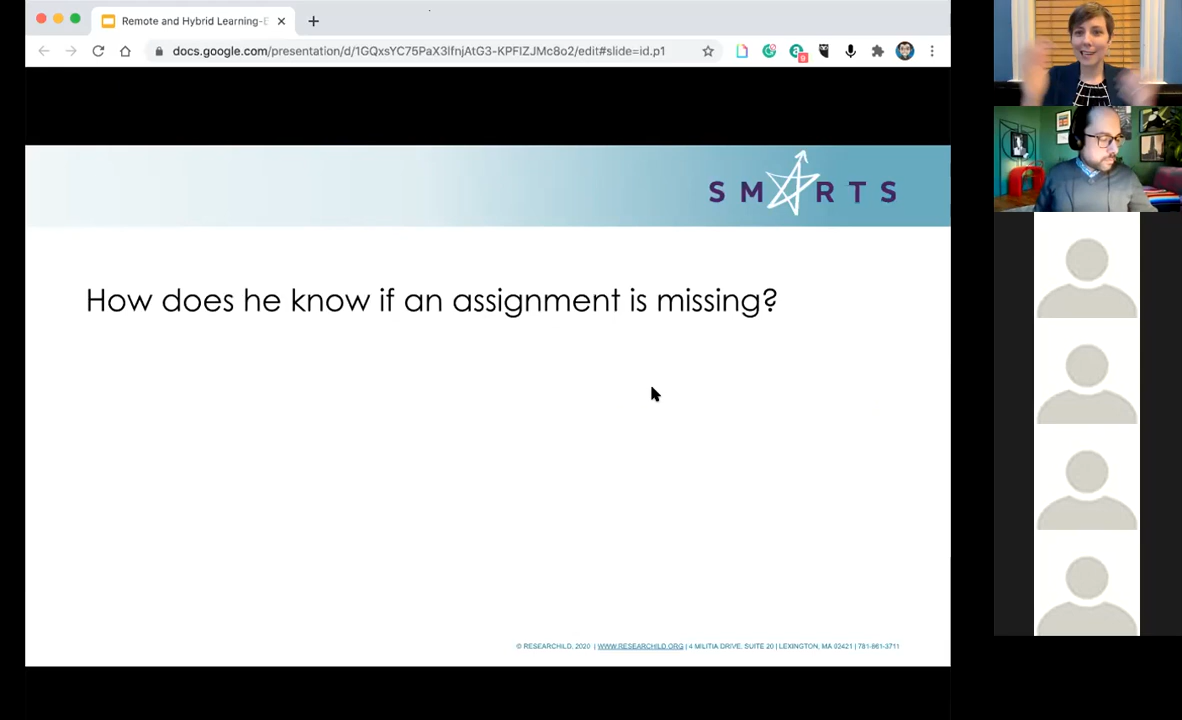 Remote and Hybrid Learning-E
docs.google.com/presentation/d/1GQxsYC75PaX3lfnjAtG3-KPFIZJMc8o2/edit#slide=id.p1
SMARTS
How does he know if an assignment is missing?
© RESEARCHILD, 2020 | WWW.RESEARCHILD.ORG | 4 MILITIA DRIVE, SUITE 20 | LEXINGTON, MA 02421 | 781-861-3711